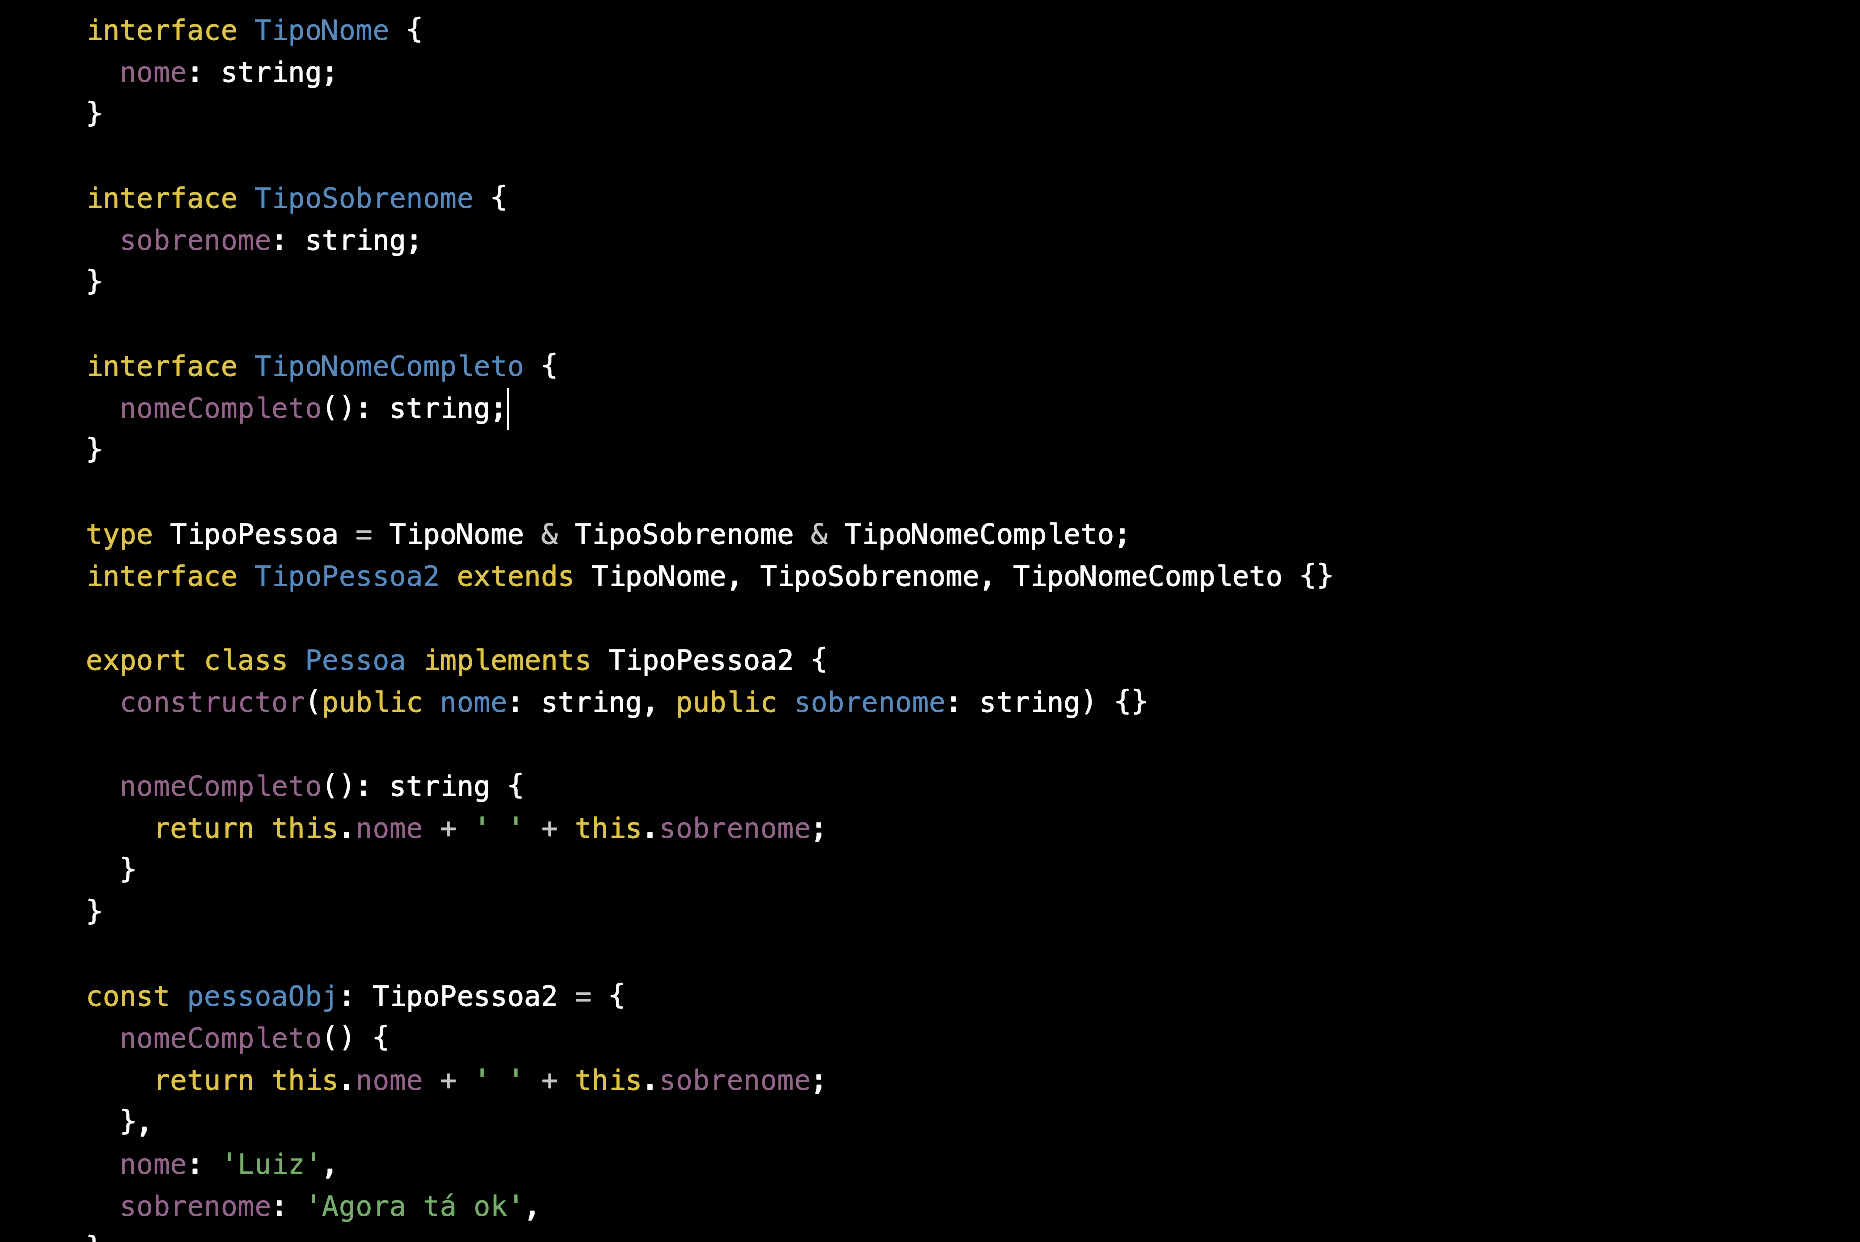 interface TipoNome {
  nome: string;
}

interface TipoSobrenome {
  sobrenome: string;
}

interface TipoNomeCompleto {
  nomeCompleto(): string;
}

type TipoPessoa = TipoNome & TipoSobrenome & TipoNomeCompleto;
interface TipoPessoa2 extends TipoNome, TipoSobrenome, TipoNomeCompleto {}

export class Pessoa implements TipoPessoa2 {
  constructor(public nome: string, public sobrenome: string) {}

  nomeCompleto(): string {
    return this.nome + ' ' + this.sobrenome;
  }
}

const pessoaObj: TipoPessoa2 = {
  nomeCompleto() {
    return this.nome + ' ' + this.sobrenome;
  },
  nome: 'Luiz',
  sobrenome: 'Agora tá ok',